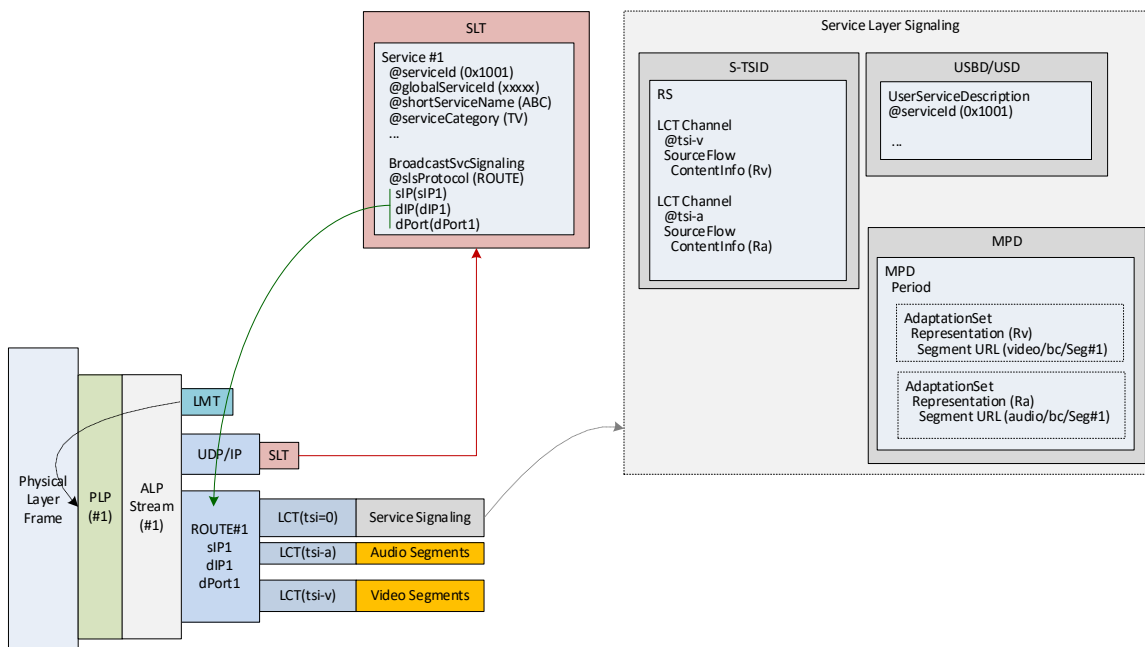 SLT
Service #1
@serviceId (0x1001)
@globalServiceId (xxxxx)
@shortServiceName (ABC)
@serviceCategory (TV)
...
BroadcastSvcSignaling
@slsProtocol (ROUTE)
sIP(sIP1)
dIP(dIP1)
dPort(dPort1)
Service Layer Signaling
S-TSID
RS
LCT Channel
@tsi-v
SourceFlow
ContentInfo (Rv)
LCT Channel
@tsi-a
SourceFlow
ContentInfo (Ra)
USBD/USD
UserServiceDescription
@serviceId (0x1001)
...
MPD
MPD
Period
AdaptationSet
Representation (Rv)
Segment URL (video/bc/Seg#1)
AdaptationSet
Representation (Ra)
Segment URL (audio/bc/Seg#1)
Physical
Layer
Frame
PLP
(#1)
ALP
Stream
(#1)
LMT
UDP/IP
SLT
ROUTE#1
sIP1
dIP1
dPort1
LCT(tsi=0)
Service Signaling
LCT(tsi-a)
Audio Segments
LCT(tsi-v)
Video Segments